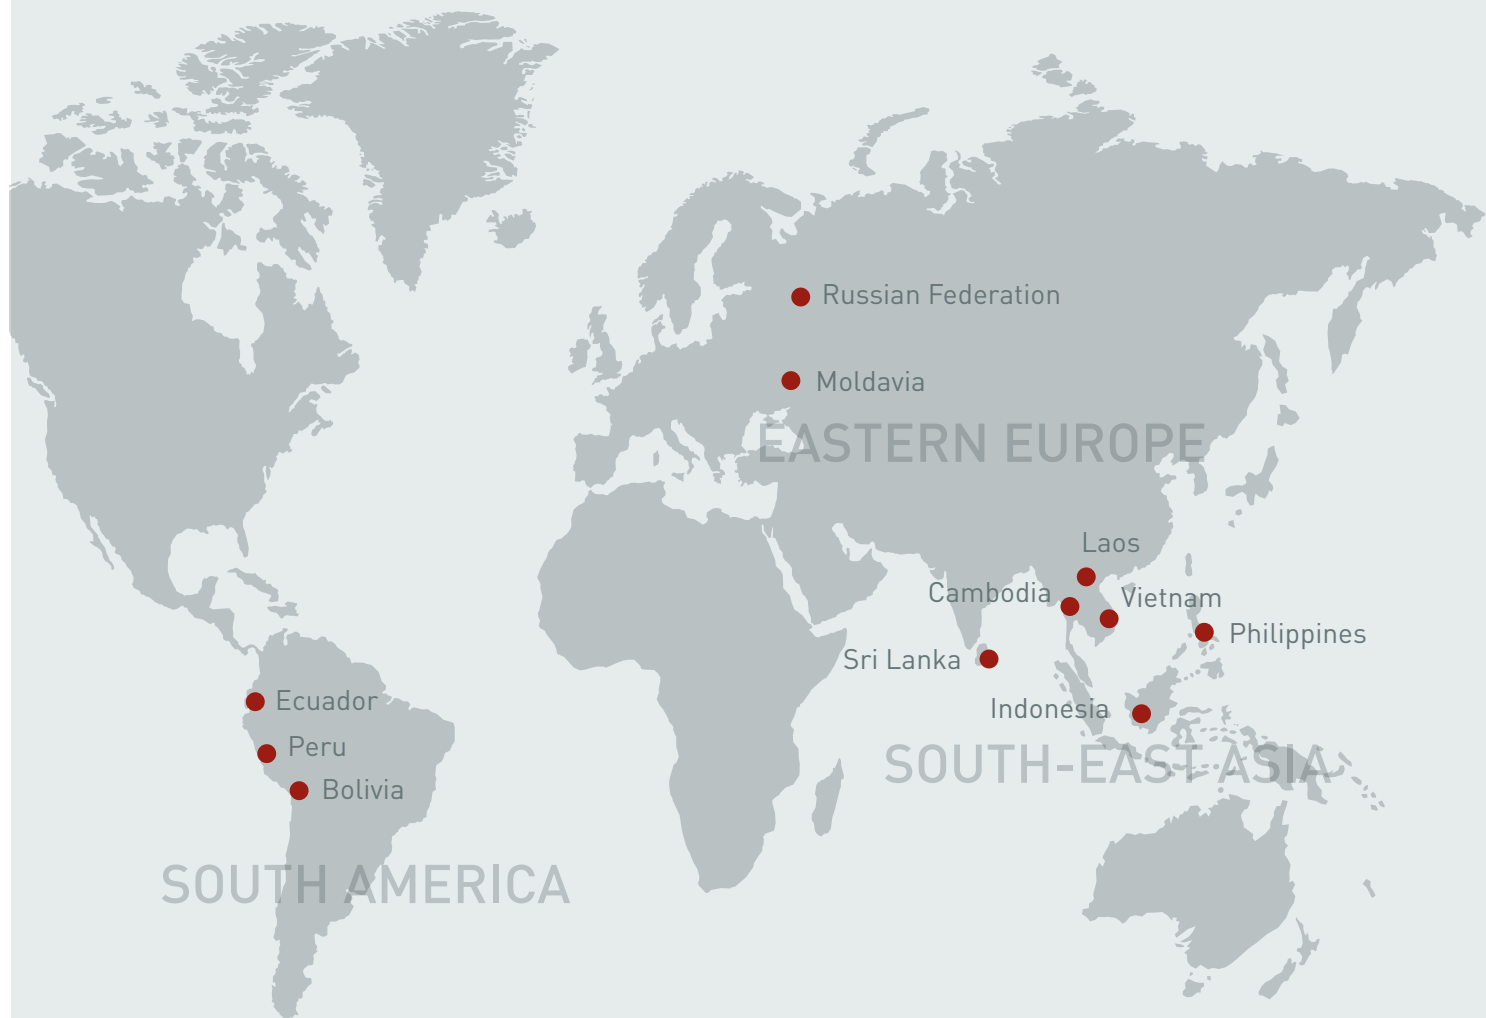 Russian Federation
Moldavia
EASTERN EUROPE
Laos
Cambodia
Vietnam
Philippines
Sri Lanka
Indonesia
SOUTH-EAST ASIA
Ecuador
Peru
Bolivia
SOUTH AMERICA